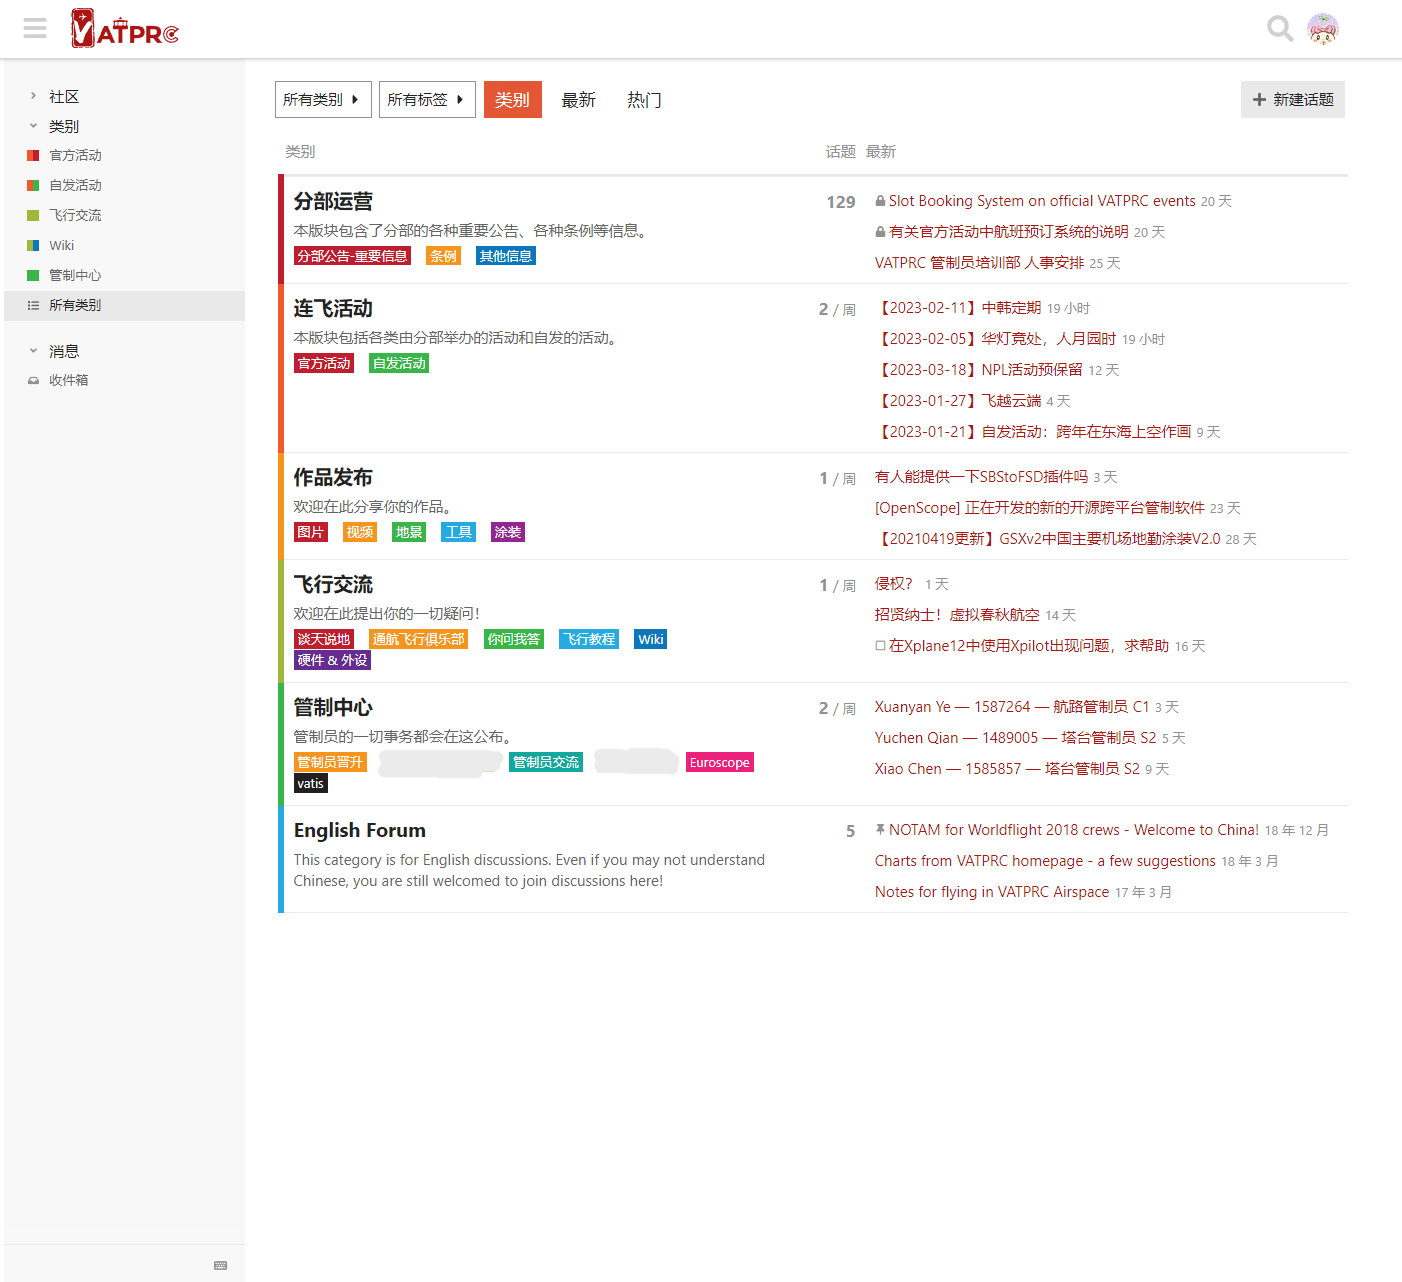 VATPRC
社区
类别
官方活动
自发活动
飞行交流
Wiki
管制中心
所有类别
消息
收件箱
所有类别 所有标签 类别 最新 热门 新建话题
类别 话题 最新
分部运营
本版块包含了分部的各种重要公告、各种条例等信息。
分部公告-重要信息 条例 其他信息
129
Slot Booking System on official VATPRC events 20 天
有关官方活动中航班预订系统的说明 20 天
VATPRC 管制员培训部 人事安排 25 天
连飞活动
本版块包括各类由分部举办的活动和自发的活动。
官方活动 自发活动
2 / 周
【2023-02-11】中韩定期 19 小时
【2023-02-05】华灯竞处，人月园时 19 小时
【2023-03-18】NPL活动预保留 12 天
【2023-01-27】飞越云端 4 天
【2023-01-21】自发活动：跨年在东海上空作画 9 天
作品发布
欢迎在此分享你的作品。
图片 视频 地景 工具 涂装
1 / 周
有人能提供一下SBStoFSD插件吗 3 天
[OpenScope] 正在开发的新的开源跨平台管制软件 23 天
【20210419更新】GSXv2中国主要机场地勤涂装V2.0 28 天
飞行交流
欢迎在此提出你的一切疑问！
谈天说地 通航飞行俱乐部 你问我答 飞行教程 Wiki
硬件 & 外设
1 / 周
侵权？ 1 天
招贤纳士！虚拟春秋航空 14 天
在Xplane12中使用Xpilot出现问题，求帮助 16 天
管制中心
管制员的一切事务都会在这公布。
管制员晋升 管制员交流 Euroscope
vatis
2 / 周
Xuanyan Ye — 1587264 — 航路管制员 C1 3 天
Yuchen Qian — 1489005 — 塔台管制员 S2 5 天
Xiao Chen — 1585857 — 塔台管制员 S2 9 天
English Forum
This category is for English discussions. Even if you may not understand
Chinese, you are still welcomed to join discussions here!
5
NOTAM for Worldflight 2018 crews - Welcome to China! 18 年 12 月
Charts from VATPRC homepage - a few suggestions 18 年 3 月
Notes for flying in VATPRC Airspace 17 年 3 月